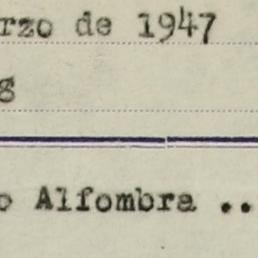 rzo de 1947
s
o Alfombra ..